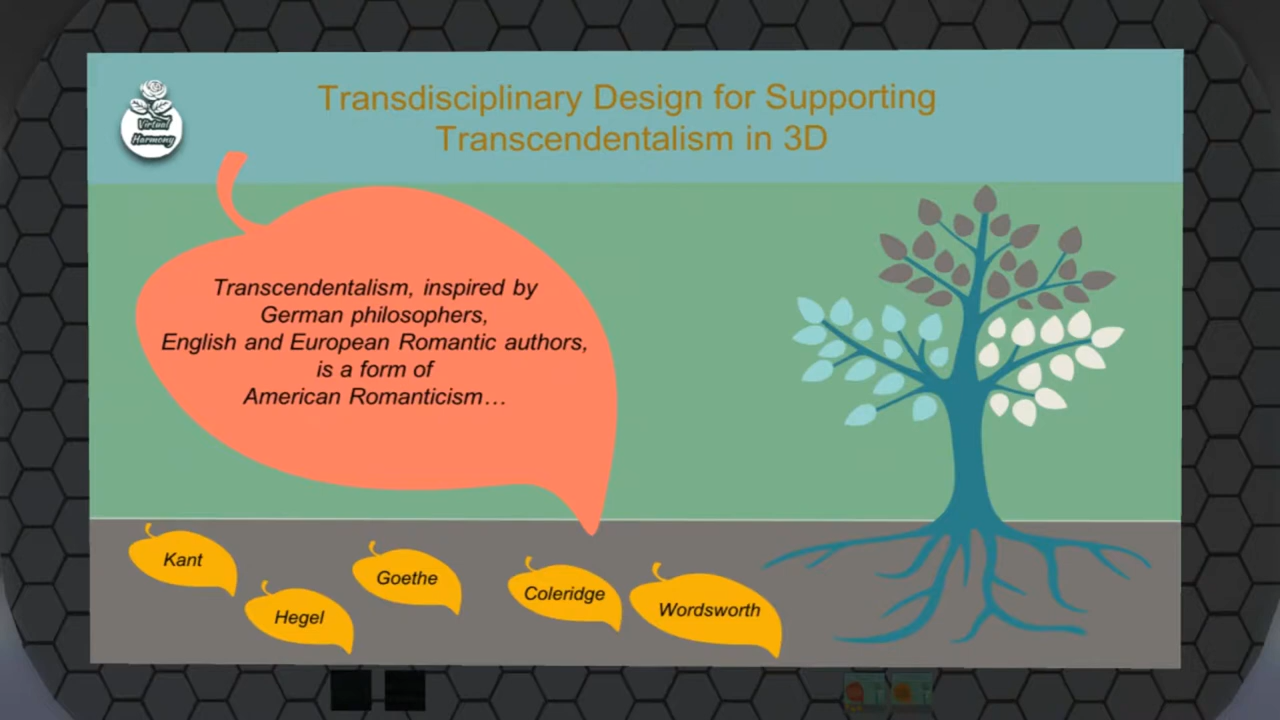 Virtual
Harmony
Transdisciplinary Design for Supporting
Transcendentalism in 3D
Transcendentalism, inspired by
German philosophers,
English and European Romantic authors,
is a form of
American Romanticism…
Kant
Hegel
Goethe
Coleridge
Wordsworth